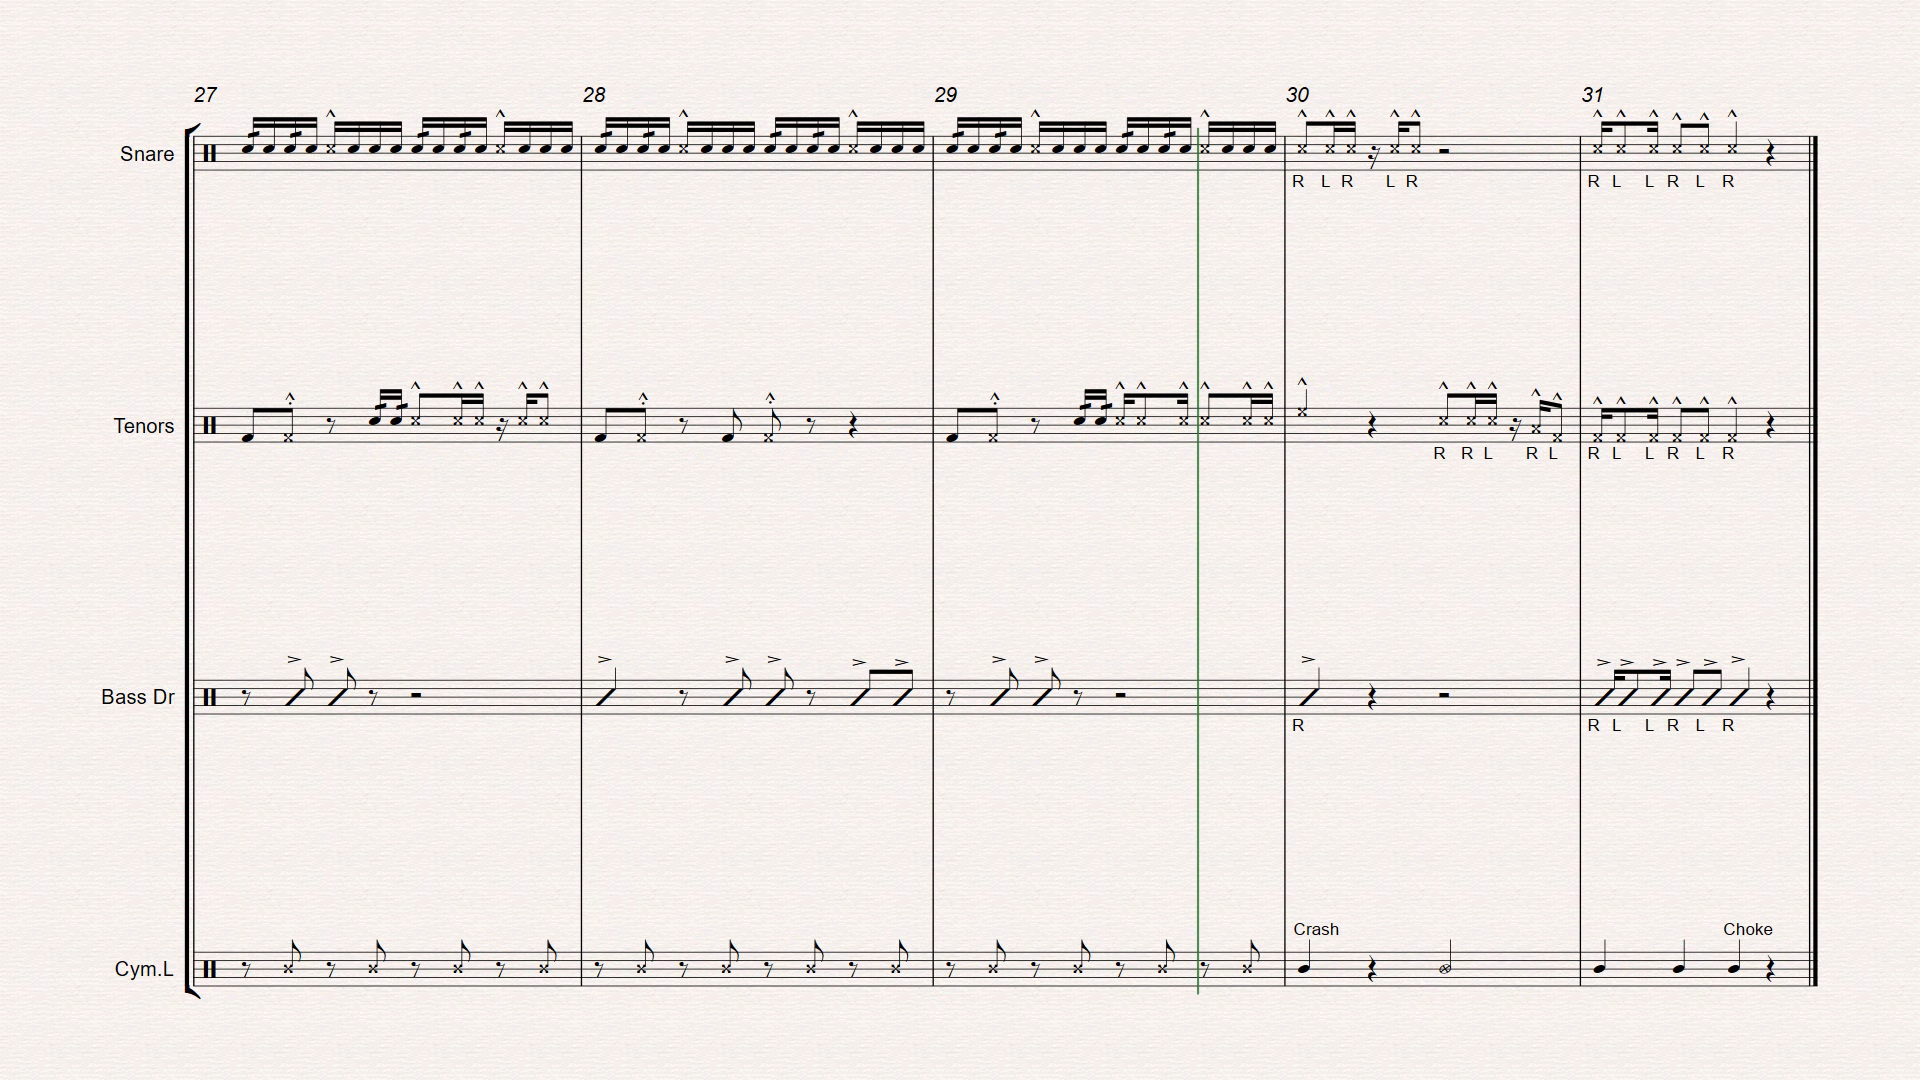 27 28 29 30 31
Snare
R L R L R R L L R L R
Tenors
R R L R L R L L R L R
Bass Dr
R R L L R L R
Crash Choke
Cym.L